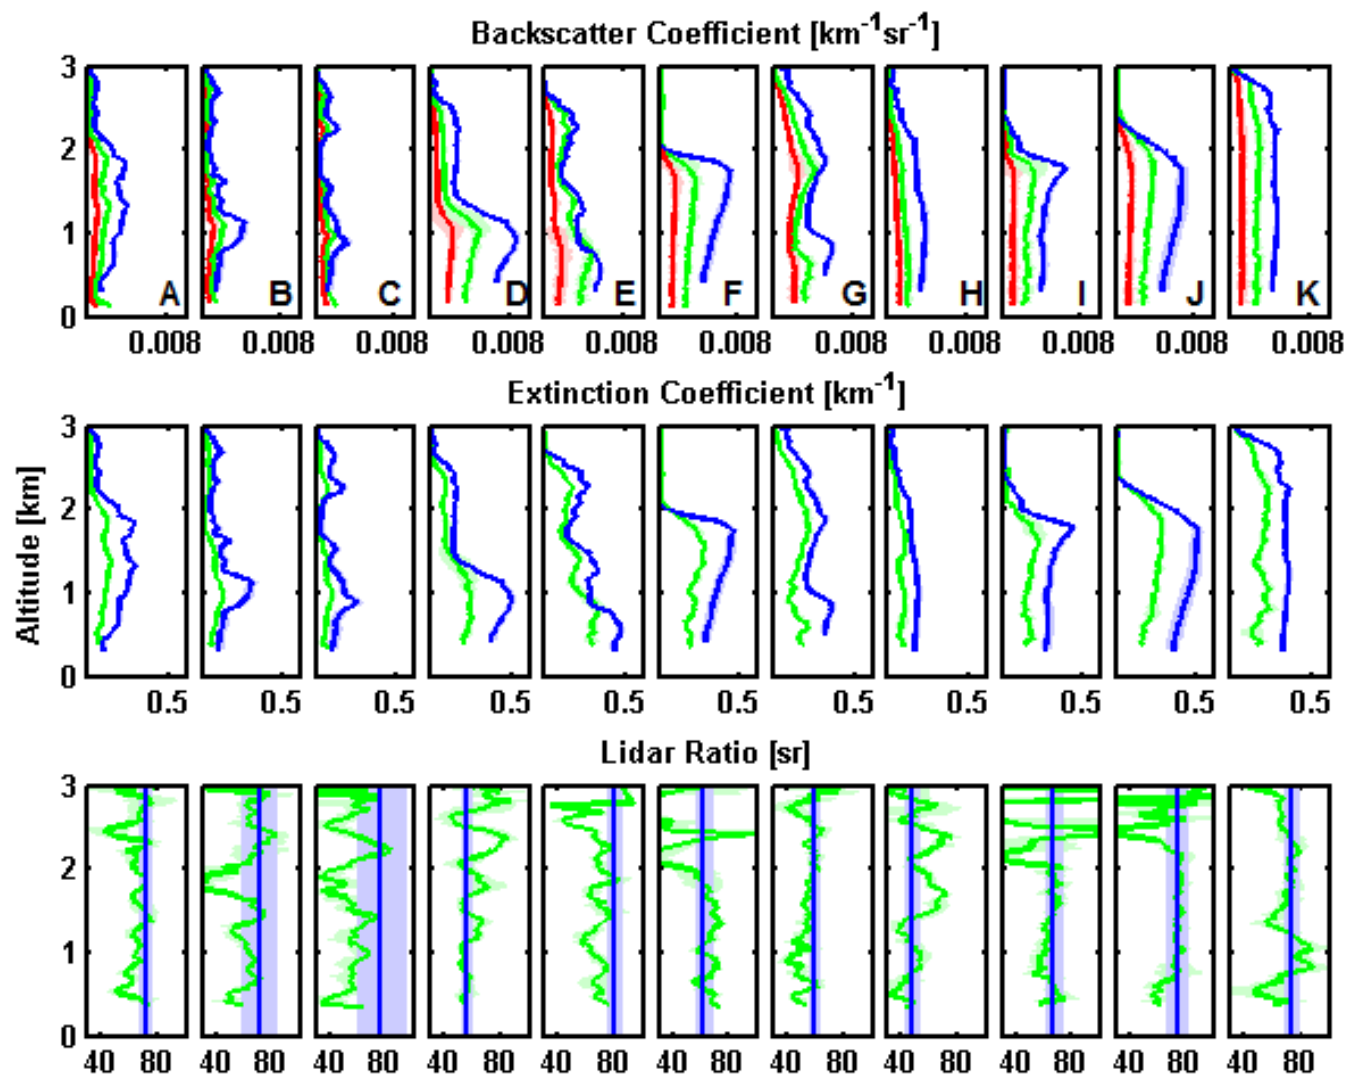 Backscatter Coefficient [km-1sr-1]
3
2
1
0
A B C D E F G H I J K
0.008 0.008 0.008 0.008 0.008 0.008 0.008 0.008 0.008 0.008 0.008
Extinction Coefficient [km-1]
Altitude [km]
3
2
1
0
0.5 0.5 0.5 0.5 0.5 0.5 0.5 0.5 0.5 0.5 0.5
Lidar Ratio [sr]
3
2
1
0
40 80 40 80 40 80 40 80 40 80 40 80 40 80 40 80 40 80 40 80 40 80